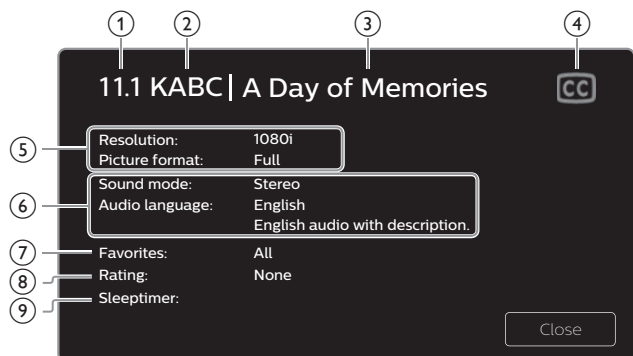 1 2 3 4
11.1 KABC | A Day of Memories CC
5 Resolution: 1080i
Picture format: Full
6 Sound mode: Stereo
Audio language: English
English audio with description.
7 Favorites: All
8 Rating: None
9 Sleeptimer:
Close